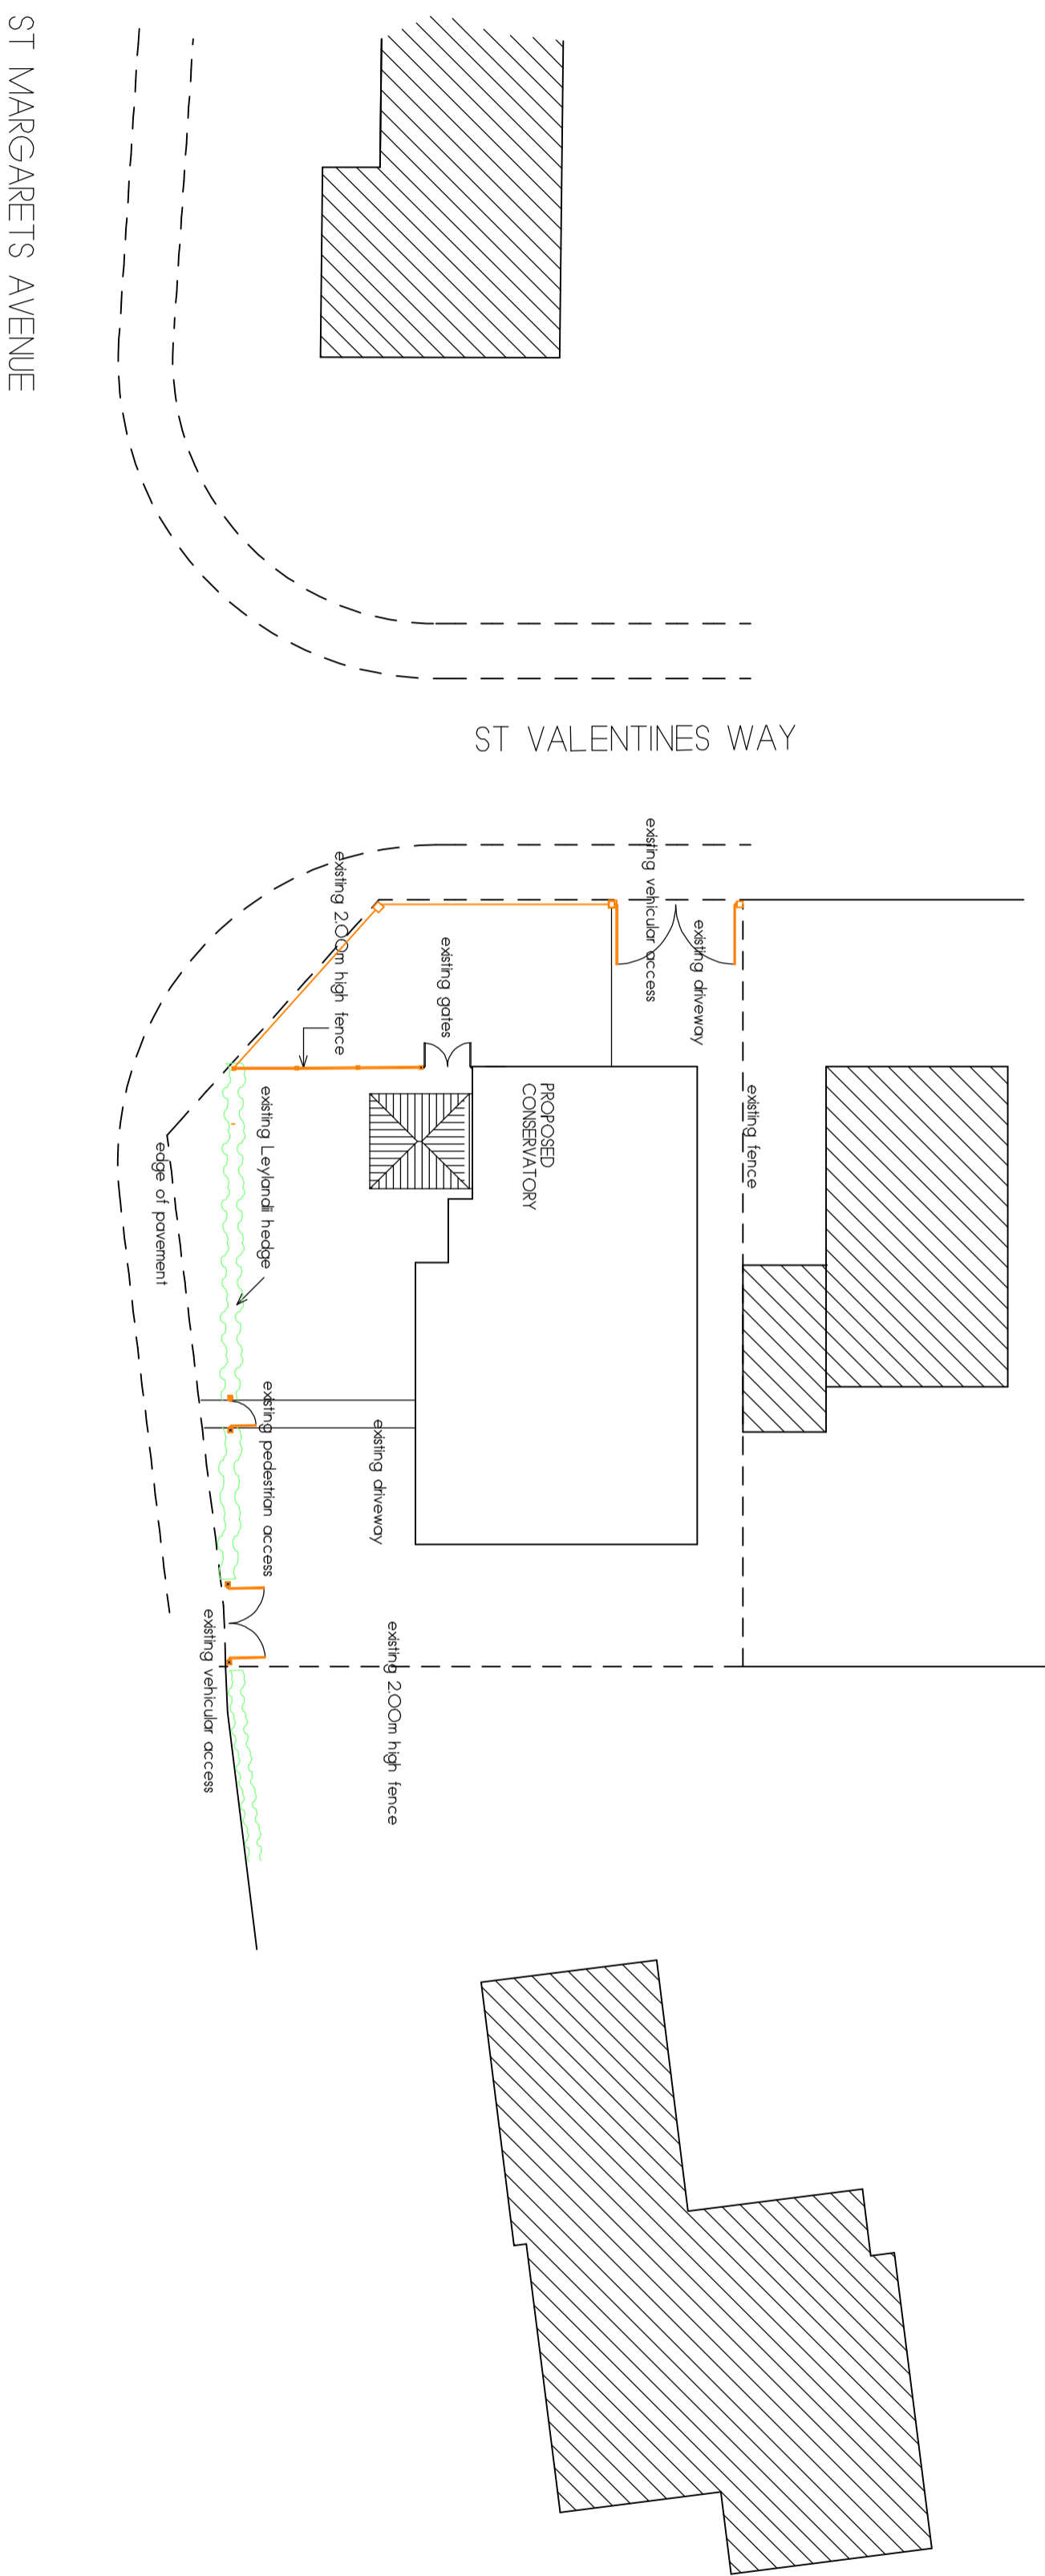 ST MARGARETS AVENUE
ST VALENTINES WAY
existing vehicular access
existing driveway
existing 2.00m high fence
existing gates
PROPOSED
CONSERVATORY
existing fence
existing Leylandii hedge
edge of pavement
existing pedestrian access
existing driveway
existing vehicular access
existing 2.00m high fence